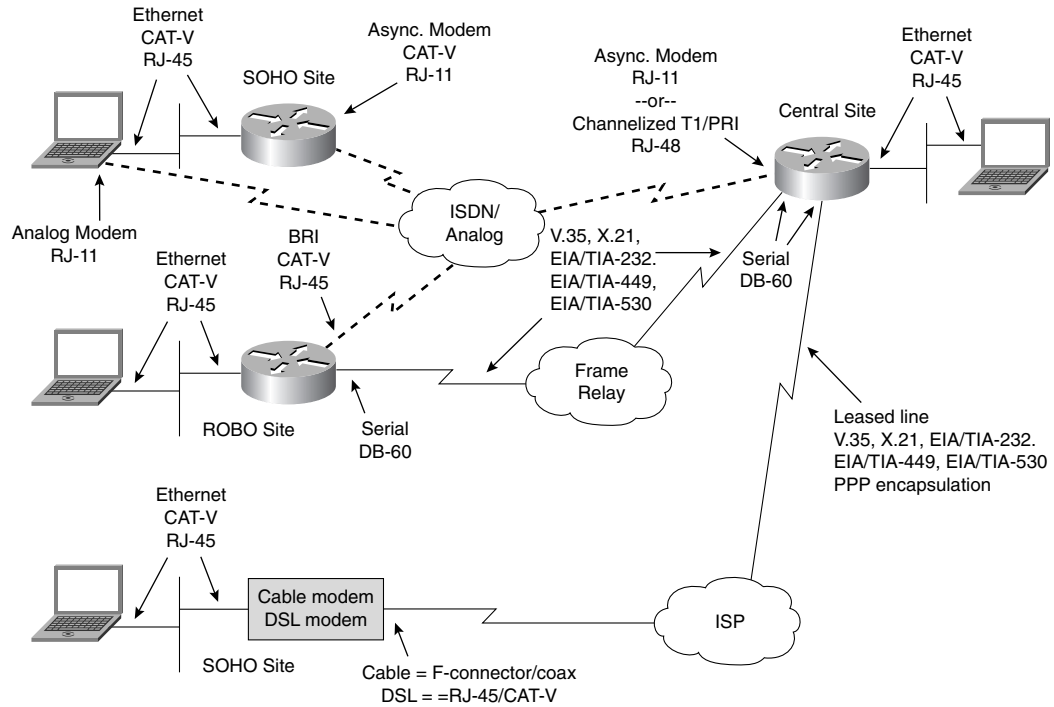 Ethernet
CAT-V
RJ-45
SOHO Site
Async. Modem
CAT-V
RJ-11
Async. Modem
RJ-11
--or--
Channelized T1/PRI
RJ-48
Ethernet
CAT-V
RJ-45
Central Site
Analog Modem
RJ-11
ISDN/
Analog
Ethernet
CAT-V
RJ-45
BRI
CAT-V
RJ-45
V.35, X.21,
EIA/TIA-232.
EIA/TIA-449,
EIA/TIA-530
Serial
DB-60
ROBO Site
Serial
DB-60
Frame
Relay
Leased line
V.35, X.21, EIA/TIA-232.
EIA/TIA-449, EIA/TIA-530
PPP encapsulation
Ethernet
CAT-V
RJ-45
Cable modem
DSL modem
SOHO Site
Cable = F-connector/coax
DSL = =RJ-45/CAT-V
ISP